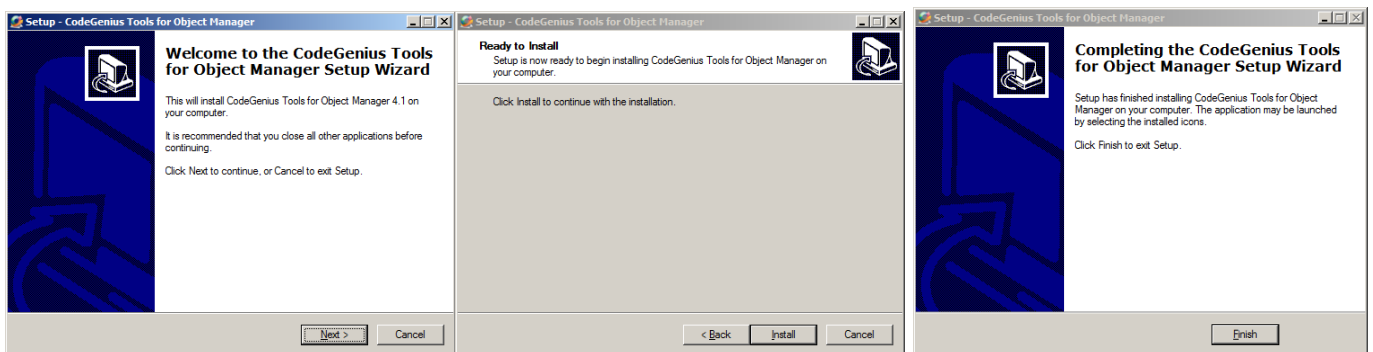 Setup - CodeGenius Tools for Object Manager
Welcome to the CodeGenius Tools
for Object Manager Setup Wizard
This will install CodeGenius Tools for Object Manager 4.1 on
your computer.
It is recommended that you close all other applications before
continuing.
Click Next to continue, or Cancel to exit Setup.
Next >
Cancel
Setup - CodeGenius Tools for Object Manager
Ready to Install
Setup is now ready to begin installing CodeGenius Tools for Object Manager on
your computer.
Click Install to continue with the installation.
< Back
Install
Cancel
Setup - CodeGenius Tools for Object Manager
Completing the CodeGenius Tools
for Object Manager Setup Wizard
Setup has finished installing CodeGenius Tools for Object
Manager on your computer. The application may be launched
by selecting the installed icons.
Click Finish to exit Setup.
Finish